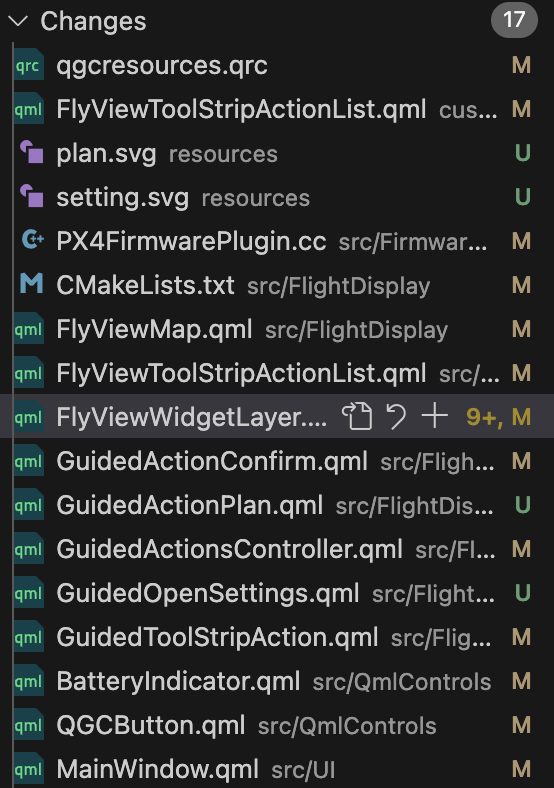 Changes 17
qrc qgcresources.qrc M
qml FlyViewToolStripActionList.qml cus... M
plan.svg resources U
setting.svg resources U
C++ PX4FirmwarePlugin.cc src/Firmwar... M
M CMakeLists.txt src/FlightDisplay M
qml FlyViewMap.qml src/FlightDisplay M
qml FlyViewToolStripActionList.qml src/... M
qml FlyViewWidgetLayer.... 9+, M
qml GuidedActionConfirm.qml src/Fligh... M
qml GuidedActionPlan.qml src/FlightDis... U
qml GuidedActionsController.qml src/Fl... M
qml GuidedOpenSettings.qml src/Flight... U
qml GuidedToolStripAction.qml src/Flig... M
qml BatteryIndicator.qml src/QmlControls M
qml QGCButton.qml src/QmlControls M
qml MainWindow.qml src/UI M